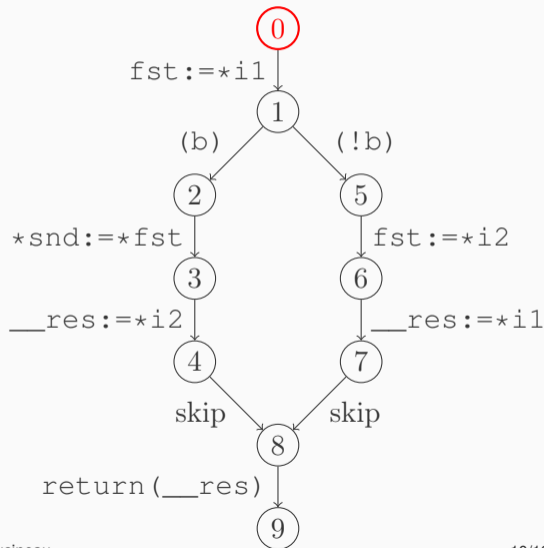 0
fst:=*i1
1
(b) (!b)
2 5
*snd:=*fst fst:=*i2
3 6
__res:=*i2 __res:=*i1
4 7
skip skip
8
return(__res)
9